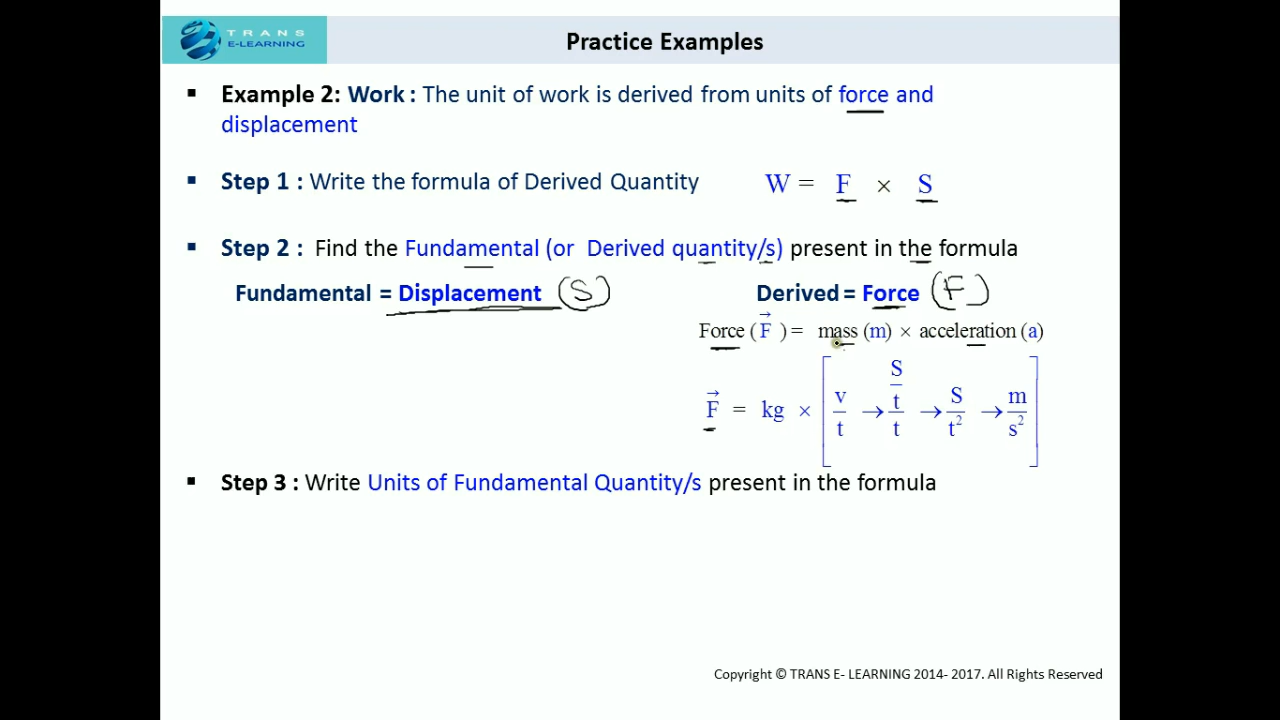 TRANS
E-LEARNING
Practice Examples
▪ Example 2: Work : The unit of work is derived from units of force and
displacement
▪ Step 1 : Write the formula of Derived Quantity W = F × S
▪ Step 2 : Find the Fundamental (or Derived quantity/s) present in the formula
Fundamental = Displacement (S) Derived = Force (F)
Force ( F⃗ ) = mass (m) × acceleration (a)
F⃗ = kg × [ v/t → S/t/t → S/t² → m/s² ]
▪ Step 3 : Write Units of Fundamental Quantity/s present in the formula
Copyright © TRANS E- LEARNING 2014- 2017. All Rights Reserved